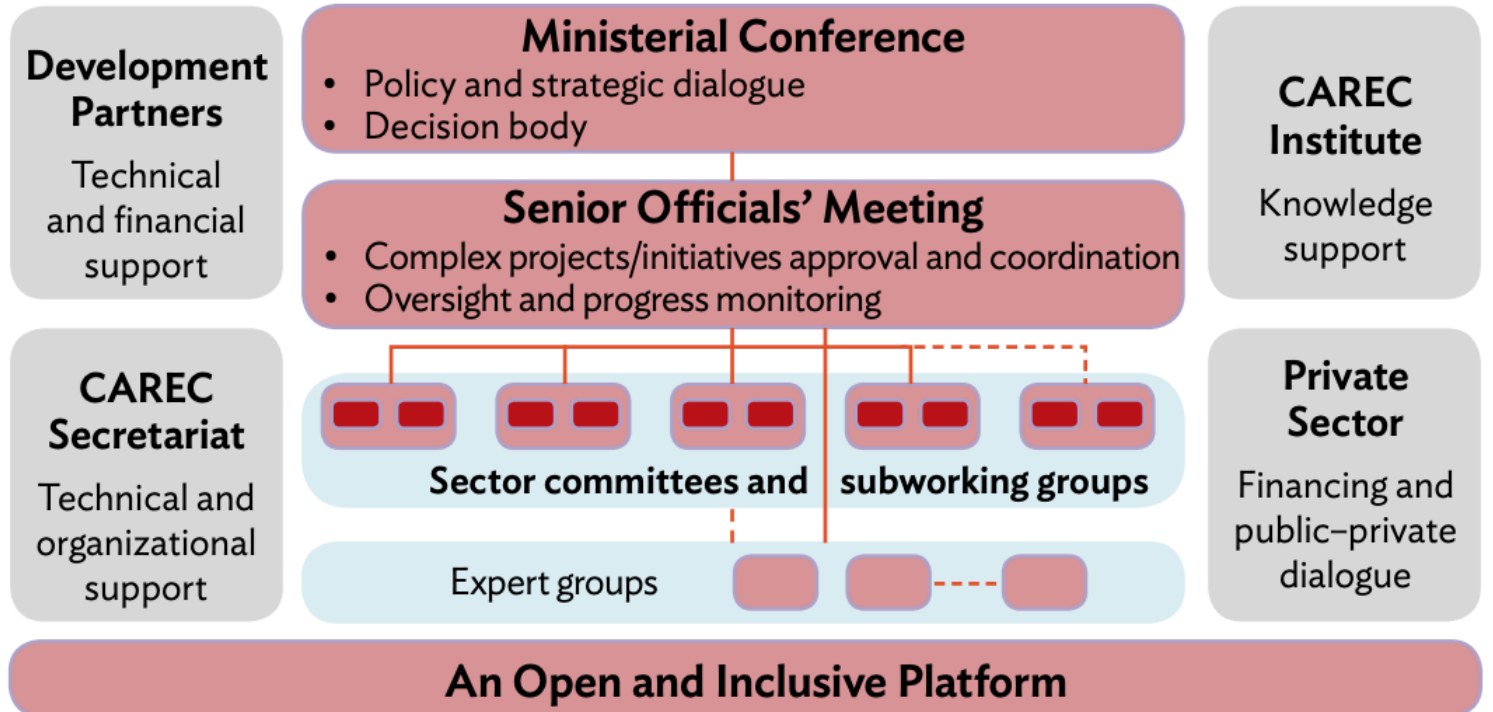 Development
Partners
Technical
and financial
support
Ministerial Conference
• Policy and strategic dialogue
• Decision body
CAREC
Institute
Knowledge
support
Senior Officials’ Meeting
• Complex projects/initiatives approval and coordination
• Oversight and progress monitoring
CAREC
Secretariat
Technical and
organizational
support
Sector committees and subworking groups
Expert groups
Private
Sector
Financing and
public–private
dialogue
An Open and Inclusive Platform